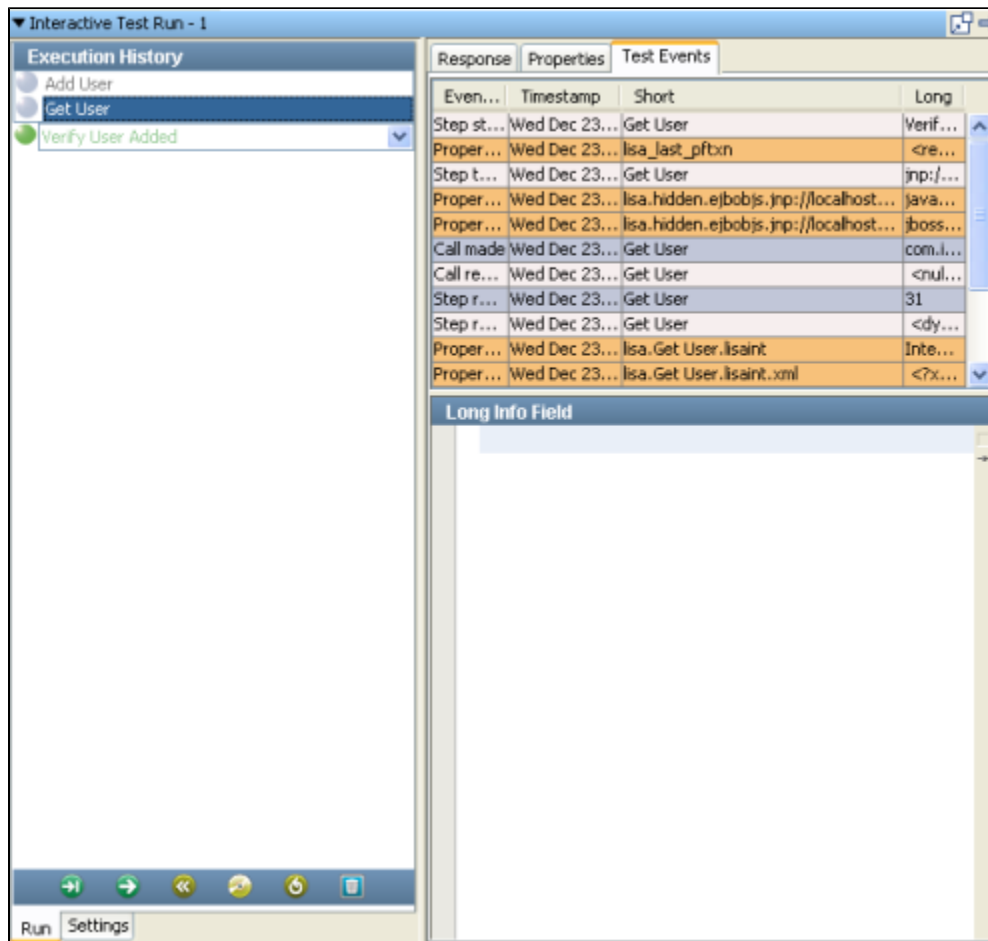 Interactive Test Run - 1
Execution History
Add User
Get User
Verify User Added
Run Settings
Response Properties Test Events
Even... Timestamp Short Long
Step st... Wed Dec 23... Get User Verif...
Proper... Wed Dec 23... lisa_last_pftxn <re...
Step t... Wed Dec 23... Get User jnp:/...
Proper... Wed Dec 23... lisa.hidden.ejbobjs.jnp://localhost... java...
Proper... Wed Dec 23... lisa.hidden.ejbobjs.jnp://localhost... jboss...
Call made Wed Dec 23... Get User com.i...
Call re... Wed Dec 23... Get User <nul...
Step r... Wed Dec 23... Get User 31
Step r... Wed Dec 23... Get User <dy...
Proper... Wed Dec 23... lisa.Get User.lisaint Inte...
Proper... Wed Dec 23... lisa.Get User.lisaint.xml <?x...
Long Info Field